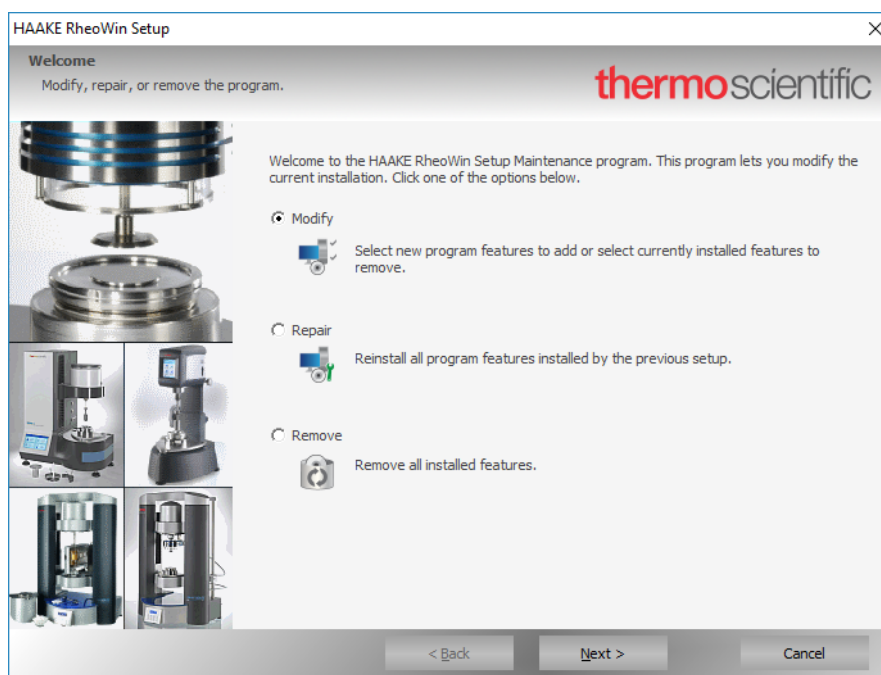 HAAKE RheoWin Setup
Welcome
Modify, repair, or remove the program.
thermoscientific
Welcome to the HAAKE RheoWin Setup Maintenance program. This program lets you modify the
current installation. Click one of the options below.
Modify
Select new program features to add or select currently installed features to
remove.
Repair
Reinstall all program features installed by the previous setup.
Remove
Remove all installed features.
< Back
Next >
Cancel